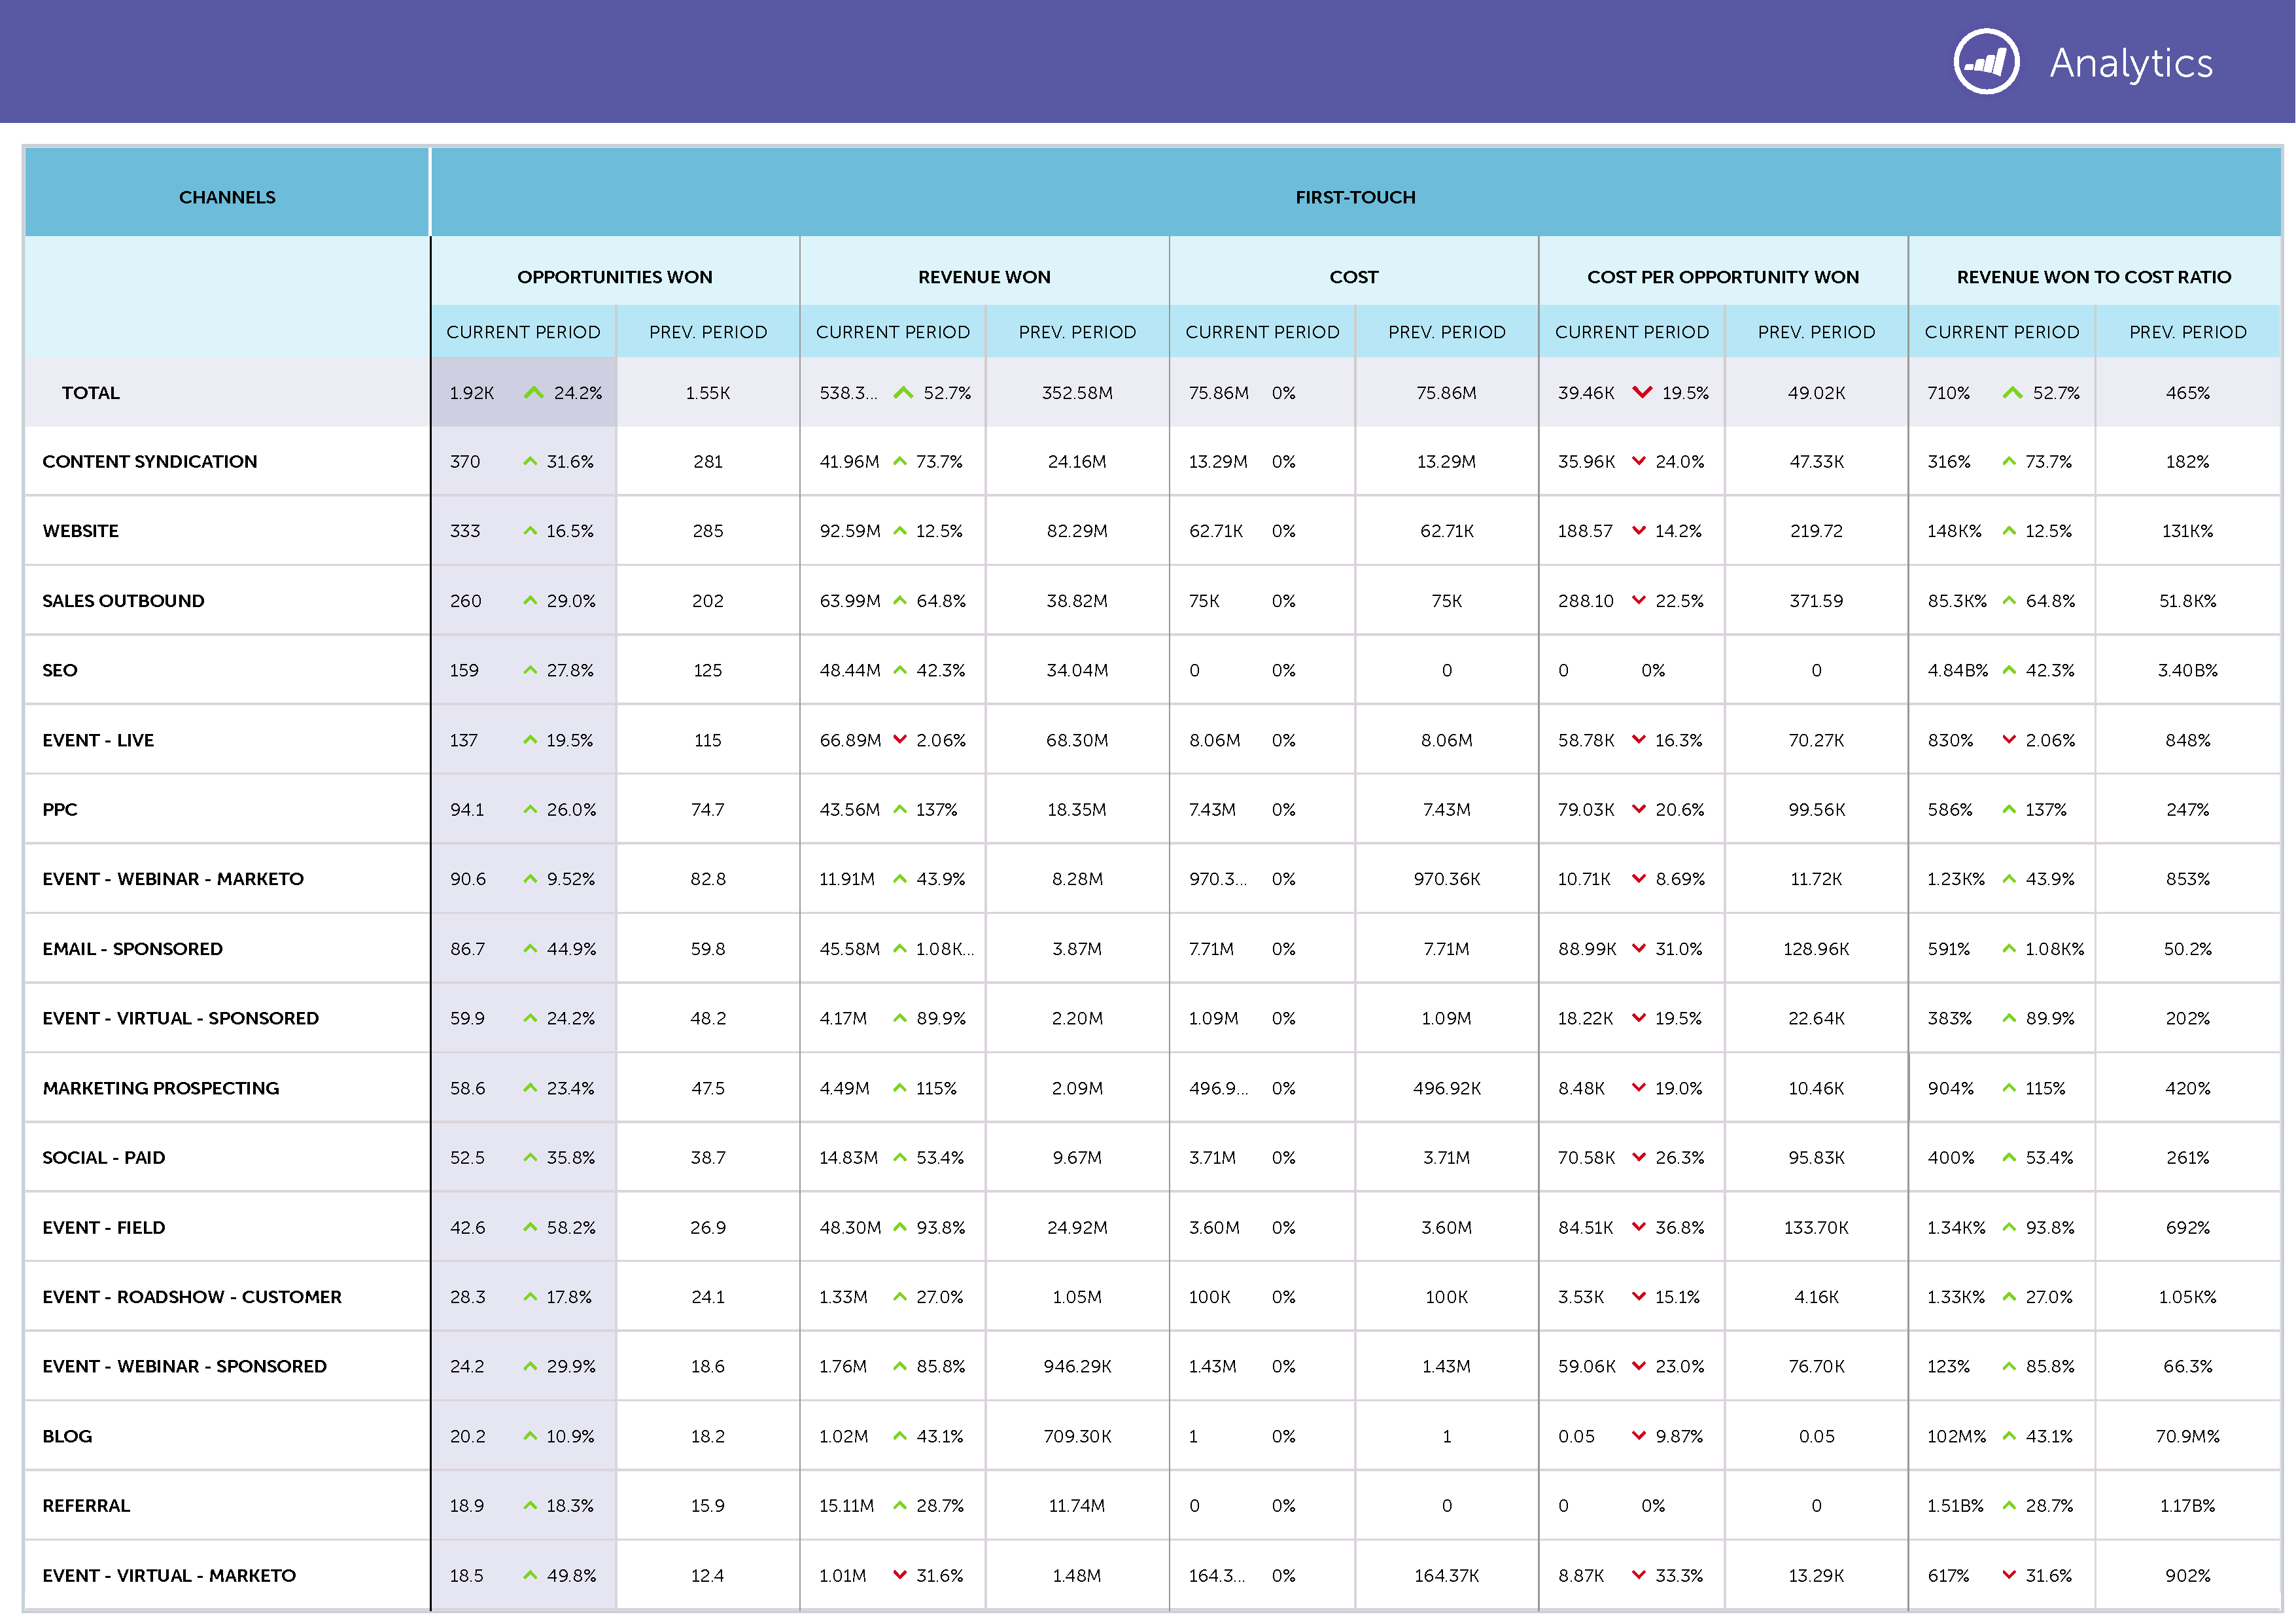 Analytics
CHANNELS FIRST-TOUCH
OPPORTUNITIES WON REVENUE WON COST COST PER OPPORTUNITY WON REVENUE WON TO COST RATIO
CURRENT PERIOD PREV. PERIOD CURRENT PERIOD PREV. PERIOD CURRENT PERIOD PREV. PERIOD CURRENT PERIOD PREV. PERIOD CURRENT PERIOD PREV. PERIOD
TOTAL 1.92K 24.2% 1.55K 538.3... 52.7% 352.58M 75.86M 0% 75.86M 39.46K 19.5% 49.02K 710% 52.7% 465%
CONTENT SYNDICATION 370 31.6% 281 41.96M 73.7% 24.16M 13.29M 0% 13.29M 35.96K 24.0% 47.33K 316% 73.7% 182%
WEBSITE 333 16.5% 285 92.59M 12.5% 82.29M 62.71K 0% 62.71K 188.57 14.2% 219.72 148K% 12.5% 131K%
SALES OUTBOUND 260 29.0% 202 63.99M 64.8% 38.82M 75K 0% 75K 288.10 22.5% 371.59 85.3K% 64.8% 51.8K%
SEO 159 27.8% 125 48.44M 42.3% 34.04M 0 0% 0 0 0% 0 4.84B% 42.3% 3.40B%
EVENT - LIVE 137 19.5% 115 66.89M 2.06% 68.30M 8.06M 0% 8.06M 58.78K 16.3% 70.27K 830% 2.06% 848%
PPC 94.1 26.0% 74.7 43.56M 137% 18.35M 7.43M 0% 7.43M 79.03K 20.6% 99.56K 586% 137% 247%
EVENT - WEBINAR - MARKETO 90.6 9.52% 82.8 11.91M 43.9% 8.28M 970.3... 0% 970.36K 10.71K 8.69% 11.72K 1.23K% 43.9% 853%
EMAIL - SPONSORED 86.7 44.9% 59.8 45.58M 1.08K... 3.87M 7.71M 0% 7.71M 88.99K 31.0% 128.96K 591% 1.08K% 50.2%
EVENT - VIRTUAL - SPONSORED 59.9 24.2% 48.2 4.17M 89.9% 2.20M 1.09M 0% 1.09M 18.22K 19.5% 22.64K 383% 89.9% 202%
MARKETING PROSPECTING 58.6 23.4% 47.5 4.49M 115% 2.09M 496.9... 0% 496.92K 8.48K 19.0% 10.46K 904% 115% 420%
SOCIAL - PAID 52.5 35.8% 38.7 14.83M 53.4% 9.67M 3.71M 0% 3.71M 70.58K 26.3% 95.83K 400% 53.4% 261%
EVENT - FIELD 42.6 58.2% 26.9 48.30M 93.8% 24.92M 3.60M 0% 3.60M 84.51K 36.8% 133.70K 1.34K% 93.8% 692%
EVENT - ROADSHOW - CUSTOMER 28.3 17.8% 24.1 1.33M 27.0% 1.05M 100K 0% 100K 3.53K 15.1% 4.16K 1.33K% 27.0% 1.05K%
EVENT - WEBINAR - SPONSORED 24.2 29.9% 18.6 1.76M 85.8% 946.29K 1.43M 0% 1.43M 59.06K 23.0% 76.70K 123% 85.8% 66.3%
BLOG 20.2 10.9% 18.2 1.02M 43.1% 709.30K 1 0% 1 0.05 9.87% 0.05 102M% 43.1% 70.9M%
REFERRAL 18.9 18.3% 15.9 15.11M 28.7% 11.74M 0 0% 0 0 0% 0 1.51B% 28.7% 1.17B%
EVENT - VIRTUAL - MARKETO 18.5 49.8% 12.4 1.01M 31.6% 1.48M 164.3... 0% 164.37K 8.87K 33.3% 13.29K 617% 31.6% 902%